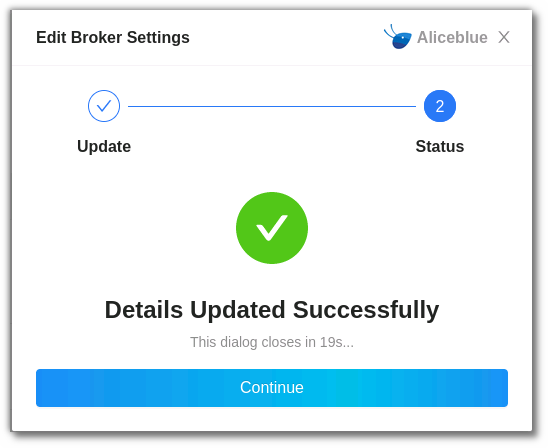 Edit Broker Settings
Aliceblue
2
Update
Status
Details Updated Successfully
This dialog closes in 19s...
Continue